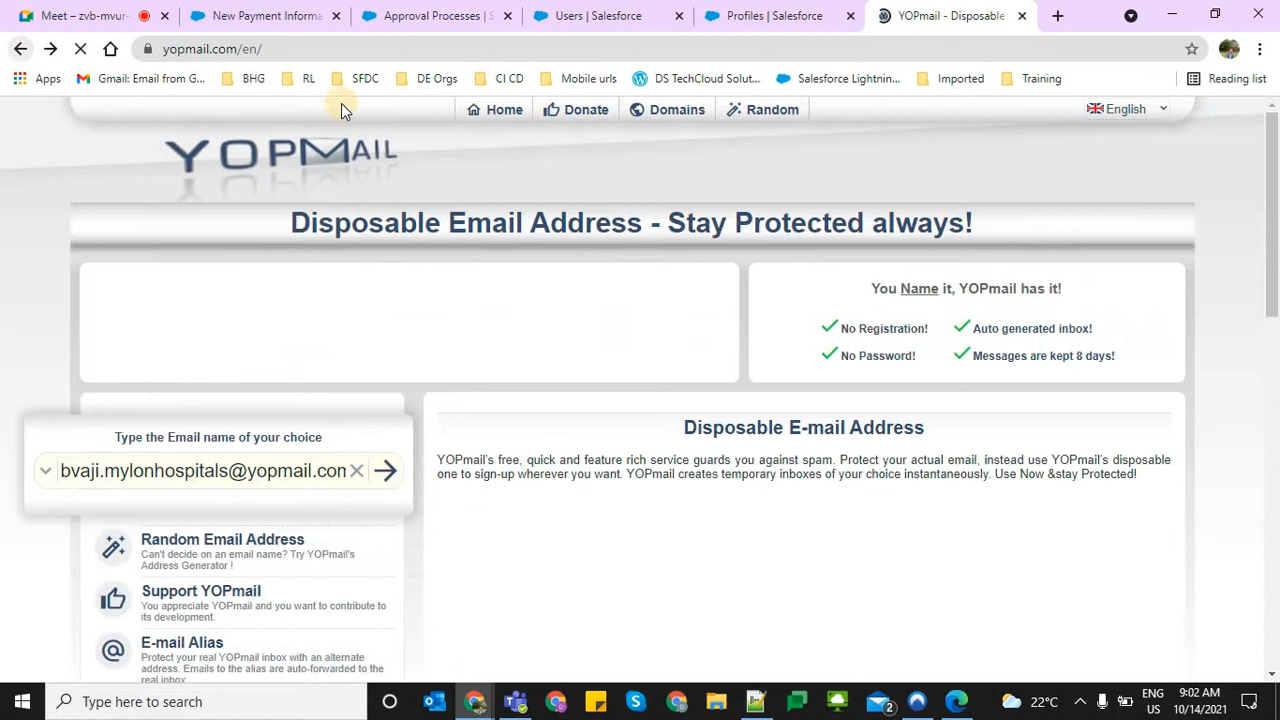 Meet – zvb-mvur-
New Payment Informa
Approval Processes | S
Users | Salesforce
Profiles | Salesforce
YOPmail - Disposable
yopmail.com/en/
Apps
Gmail: Email from G...
BHG
RL
SFDC
DE Orgs
CI CD
Mobile urls
DS TechCloud Solut...
Salesforce Lightnin...
Imported
Training
Reading list
Home
Donate
Domains
Random
English
YOPMAIL
Disposable Email Address - Stay Protected always!
You Name it, YOPmail has it!
No Registration!
Auto generated inbox!
No Password!
Messages are kept 8 days!
Type the Email name of your choice
bvaji.mylonhospitals@yopmail.com
Disposable E-mail Address
YOPmail's free, quick and feature rich service guards you against spam. Protect your actual email, instead use YOPmail's disposable
one to sign-up wherever you want. YOPmail creates temporary inboxes of your choice instantaneously. Use Now &stay Protected!
Random Email Address
Can't decide on an email name? Try YOPmail's
Address Generator !
Support YOPmail
You appreciate YOPmail and you want to contribute to
its development.
E-mail Alias
Protect your real YOPmail inbox with an alternate
address. Emails to the alias are auto-forwarded to the
real inbox.
Type here to search
2
22°C
ENG
US
9:02 AM
10/14/2021